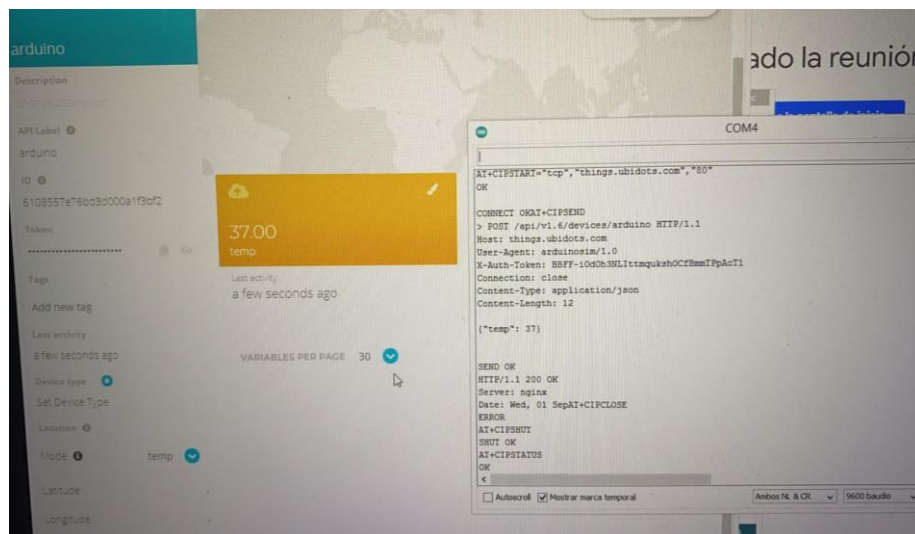 arduino
Description
API Label
arduino
ID
6108557e76bd3d000a1f3bf2
Token
Tags
Add new tag
Last activity
a few seconds ago
Device type
Set Device Type
Location
Mode
temp
Latitude
Longitude
37.00
temp
Last activity
a few seconds ago
VARIABLES PER PAGE 30
ado la reunió
COM4
AT+CIPSTART="tcp","things.ubidots.com","80"
OK
CONNECT OKAT+CIPSEND
> POST /api/v1.6/devices/arduino HTTP/1.1
Host: things.ubidots.com
User-Agent: arduinosim/1.0
X-Auth-Token:
Connection: close
Content-Type: application/json
Content-Length: 12
{"temp": 37}
SEND OK
HTTP/1.1 200 OK
Server: nginx
Date: Wed, 01 SepAT+CIPCLOSE
ERROR
AT+CIPSHUT
SHUT OK
AT+CIPSTATUS
OK
Autoscroll
Mostrar marca temporal
Ambos NL & CR
9600 baudio